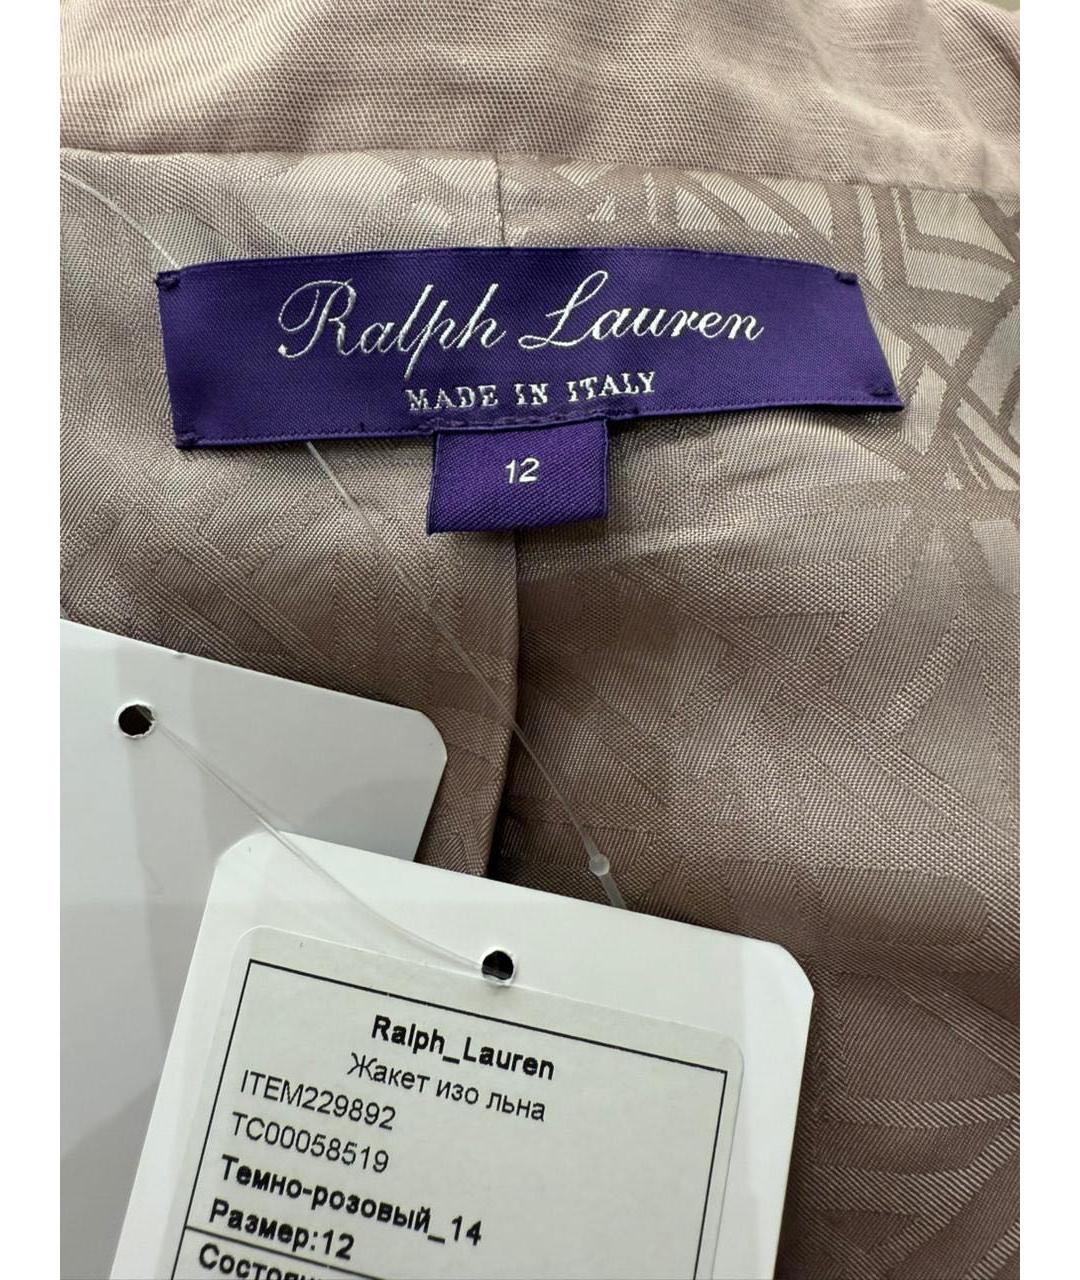 Ralph Lauren
MADE IN ITALY
12
Ralph_Lauren
Жакет изо льна
ITEM229892
TC00058519
Темно-розовый_14
Размер:12